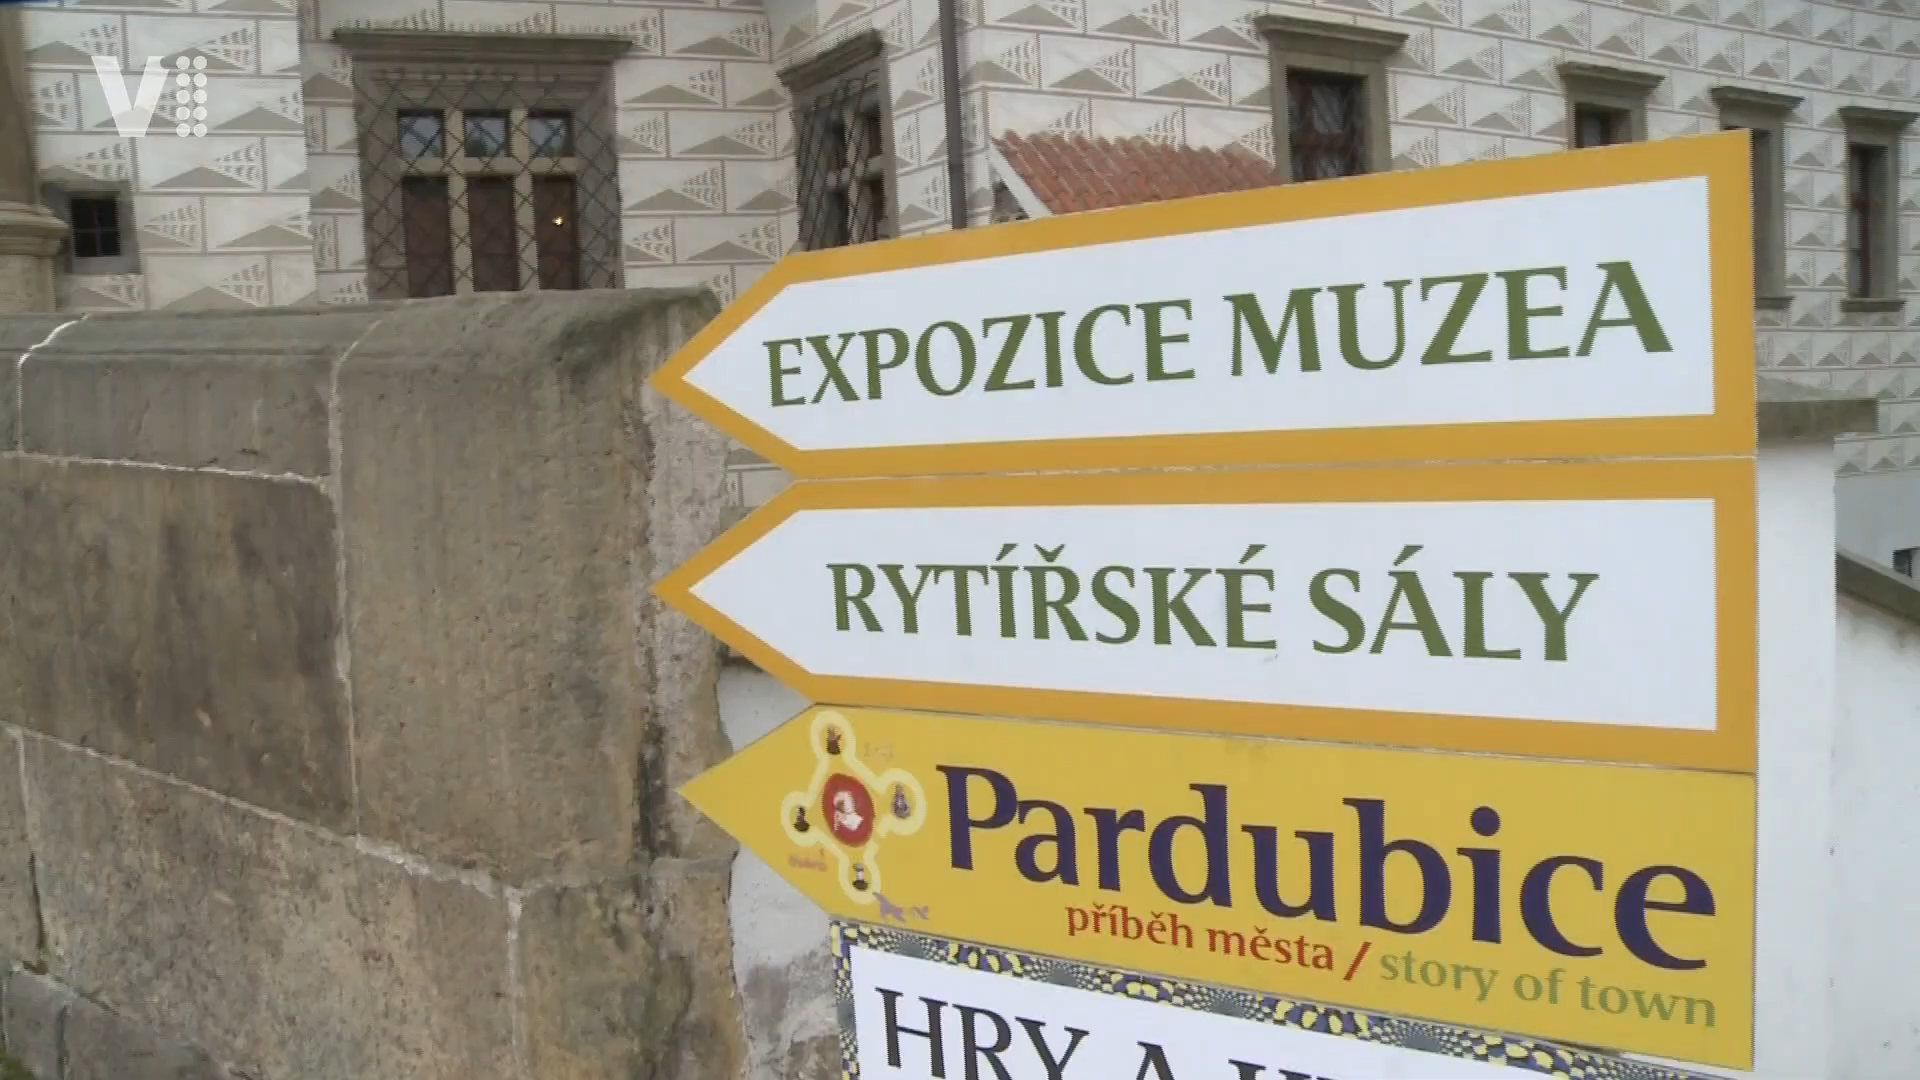 V
EXPOZICE MUZEA
RYTÍŘSKÉ SÁLY
Pardubice
příběh města / story of town
HRY A